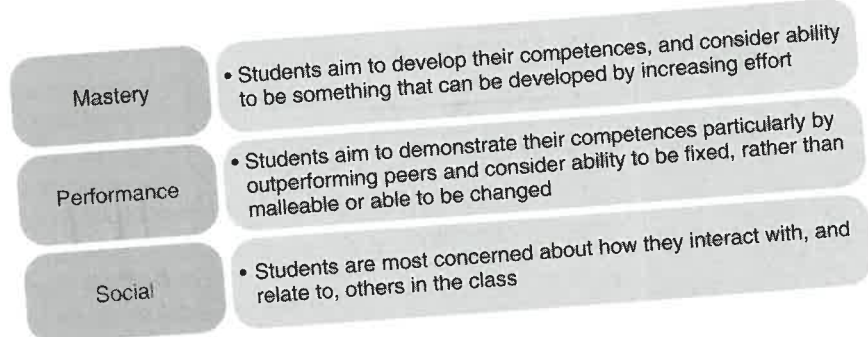 Mastery
• Students aim to develop their competences, and consider ability
to be something that can be developed by increasing effort
Performance
• Students aim to demonstrate their competences particularly by
outperforming peers and consider ability to be fixed, rather than
malleable or able to be changed
Social
• Students are most concerned about how they interact with, and
relate to, others in the class